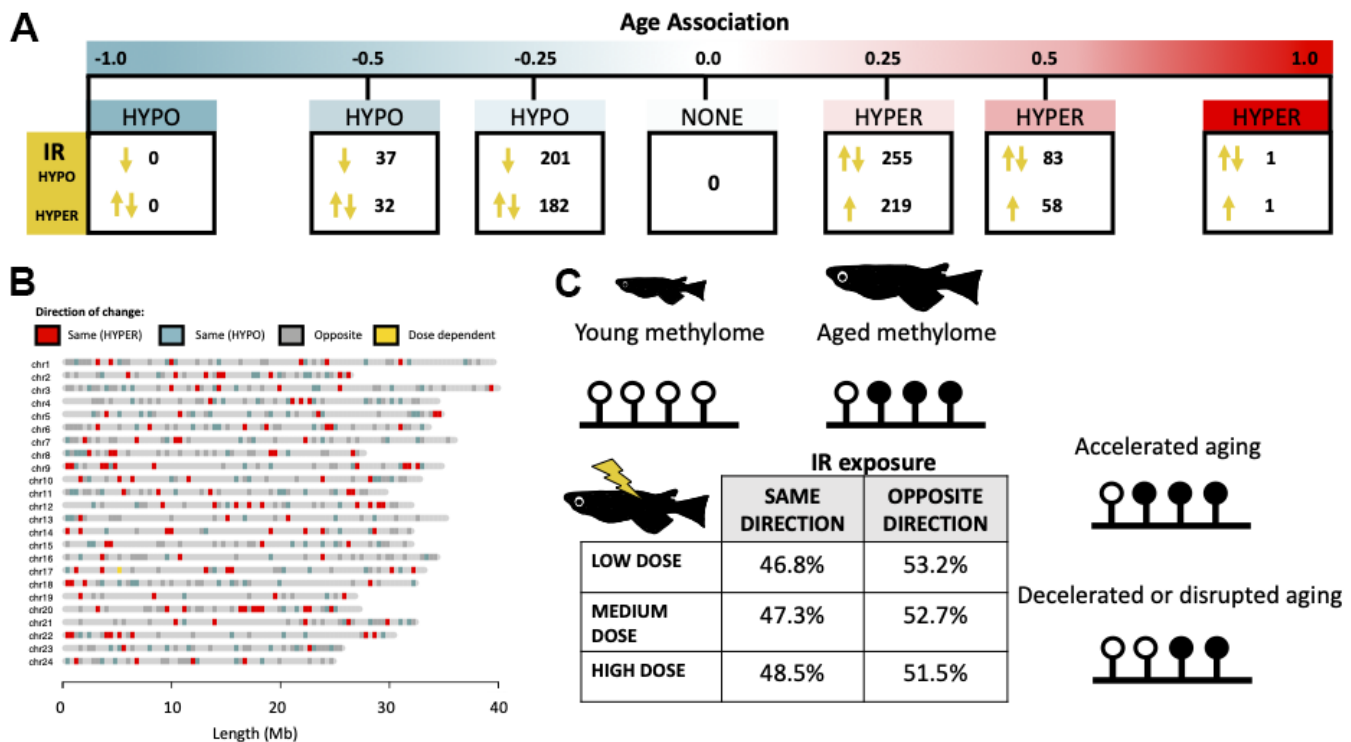 A
Age Association
-1.0 -0.5 -0.25 0.0 0.25 0.5 1.0
HYPO HYPO HYPO NONE HYPER HYPER HYPER
IR
HYPO
↓ 0 ↓ 37 ↓ 201 ↑↓ 255 ↑↓ 83 ↑↓ 1
0
HYPER
↑↓ 0 ↑↓ 32 ↑↓ 182 ↑ 219 ↑ 58 ↑ 1
B
Direction of change:
Same (HYPER) Same (HYPO) Opposite Dose dependent
chr1
chr2
chr3
chr4
chr5
chr6
chr7
chr8
chr9
chr10
chr11
chr12
chr13
chr14
chr15
chr16
chr17
chr18
chr19
chr20
chr21
chr22
chr23
chr24
0 10 20 30 40
Length (Mb)
C
Young methylome Aged methylome
IR exposure
SAME OPPOSITE
DIRECTION DIRECTION
LOW DOSE 46.8% 53.2%
MEDIUM
DOSE 47.3% 52.7%
HIGH DOSE 48.5% 51.5%
Accelerated aging
Decelerated or disrupted aging